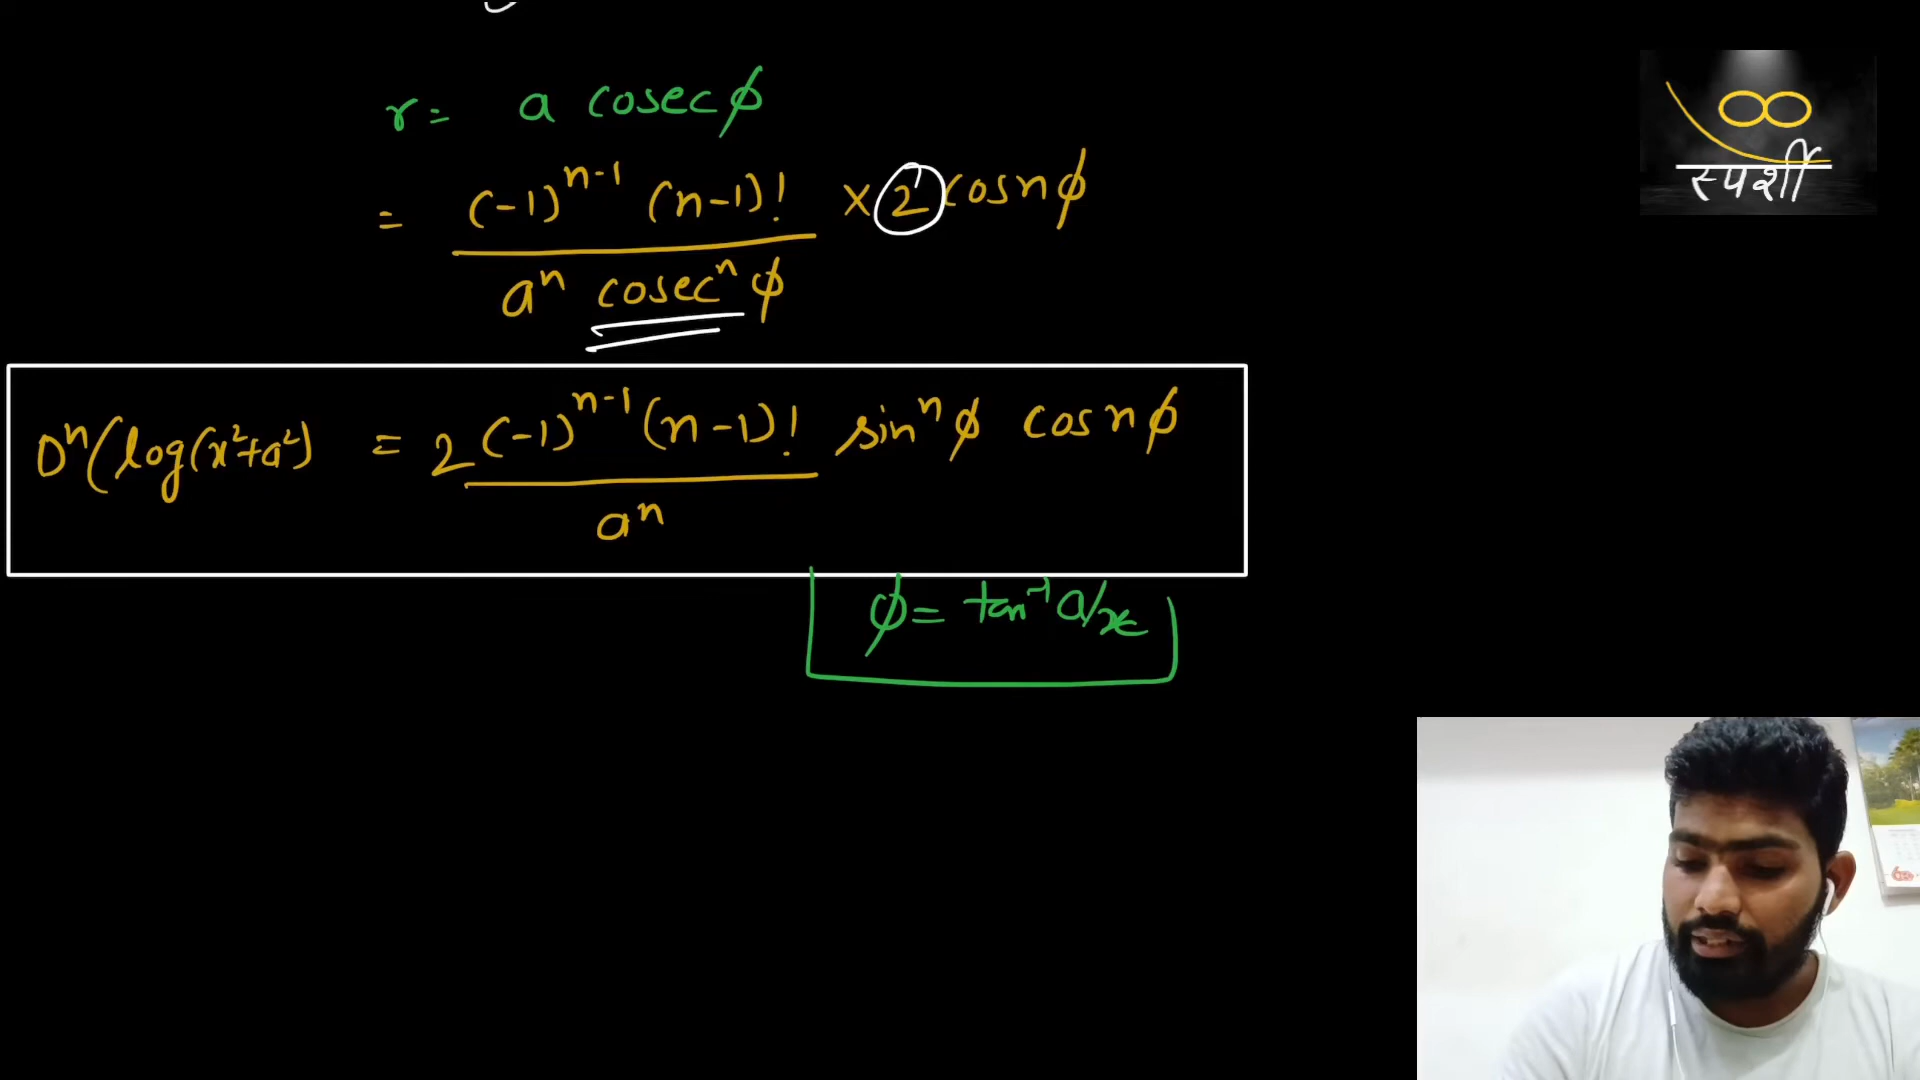 r = a cosecϕ
= (-1)^{n-1} (n-1)! / a^n cosec^n ϕ × 2 cos nϕ
D^n(log(x²+a²) = 2 (-1)^{n-1} (n-1)! / a^n sin^n ϕ cos nϕ
ϕ = tan^{-1} a/x
स्पर्शी